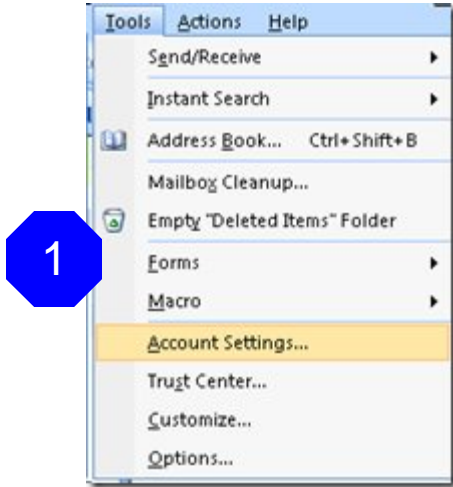 Tools Actions Help
Send/Receive
Instant Search
Address Book... Ctrl+Shift+B
Mailbox Cleanup...
Empty "Deleted Items" Folder
1
Forms
Macro
Account Settings...
Trust Center...
Customize...
Options...